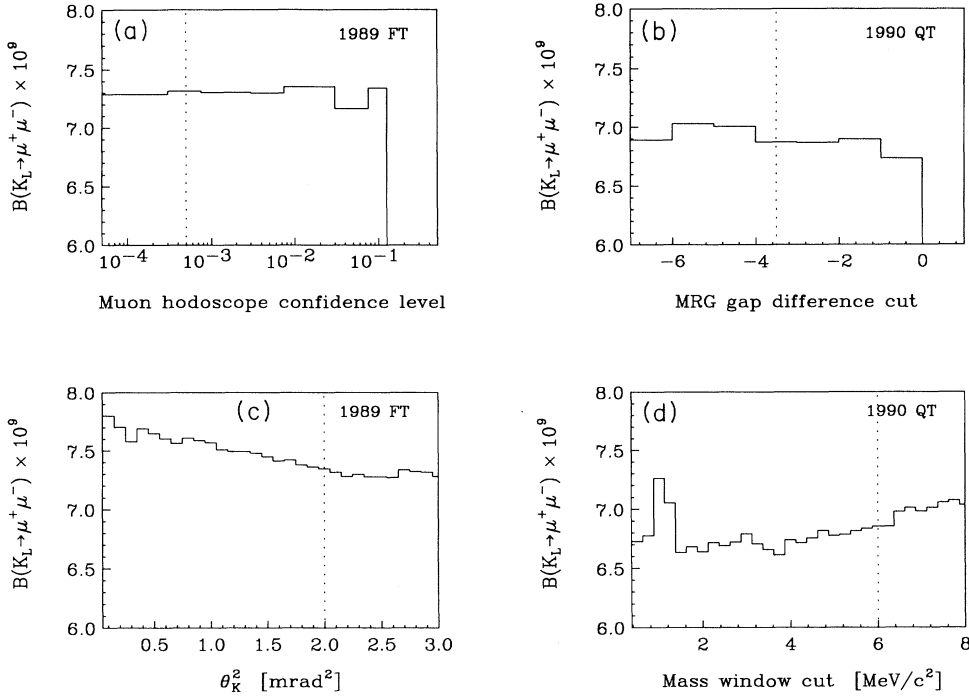 (a)
1989 FT
B(K_L→μ⁺μ⁻) × 10⁹
8.0
7.5
7.0
6.5
6.0
10⁻⁴
10⁻³
10⁻²
10⁻¹
Muon hodoscope confidence level
(b)
1990 QT
B(K_L→μ⁺μ⁻) × 10⁹
8.0
7.5
7.0
6.5
6.0
−6
−4
−2
0
MRG gap difference cut
(c)
1989 FT
B(K_L→μ⁺μ⁻) × 10⁹
8.0
7.5
7.0
6.5
6.0
0.5
1.0
1.5
2.0
2.5
3.0
θ_K² [mrad²]
(d)
1990 QT
B(K_L→μ⁺μ⁻) × 10⁹
8.0
7.5
7.0
6.5
6.0
2
4
6
8
Mass window cut [MeV/c²]